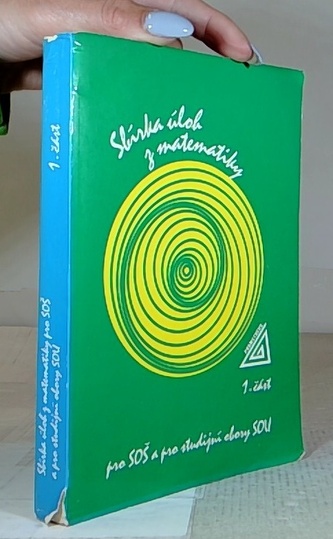 Sbírka úloh
z matematiky
1. část
pro SOŠ a pro studijní obory SOU
1. část
Sbírka úloh z matematiky pro SOŠ
a pro studijní obory SOU